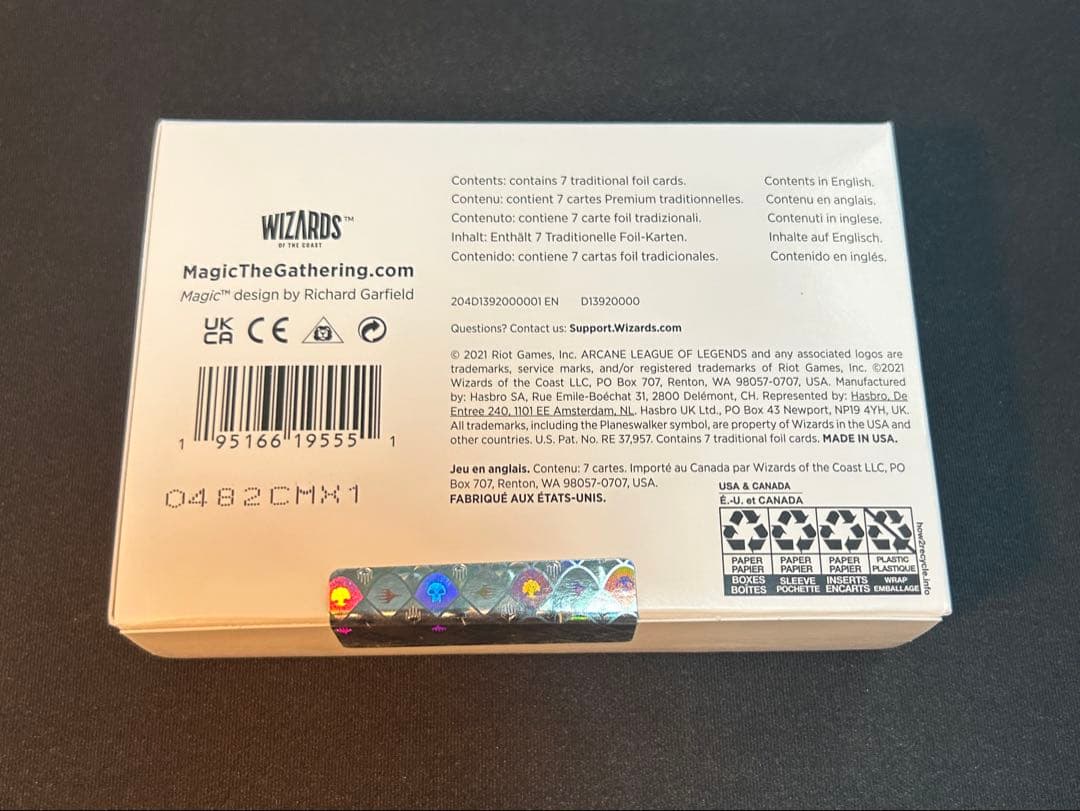 WIZARDS™
OF THE COAST
MagicTheGathering.com
Magic™ design by Richard Garfield
UK
CA CE
1 95166 19555 1
0482CMX1
Contents: contains 7 traditional foil cards.
Contenu: contient 7 cartes Premium traditionnelles.
Contenuto: contiene 7 carte foil tradizionali.
Inhalt: Enthält 7 Traditionelle Foil-Karten.
Contenido: contiene 7 cartas foil tradicionales.
Contents in English.
Contenu en anglais.
Contenuti in inglese.
Inhalte auf Englisch.
Contenido en inglés.
204D1392000001 EN D13920000
Questions? Contact us: Support.Wizards.com
© 2021 Riot Games, Inc. ARCANE LEAGUE OF LEGENDS and any associated logos are
trademarks, service marks, and/or registered trademarks of Riot Games, Inc. ©2021
Wizards of the Coast LLC, PO Box 707, Renton, WA 98057-0707, USA. Manufactured
by: Hasbro SA, Rue Emile-Boéchat 31, 2800 Delémont, CH. Represented by: Hasbro, De
Entree 240, 1101 EE Amsterdam, NL. Hasbro UK Ltd., PO Box 43 Newport, NP19 4YH, UK.
All trademarks, including the Planeswalker symbol, are property of Wizards in the USA and
other countries. U.S. Pat. No. RE 37,957. Contains 7 traditional foil cards. MADE IN USA.
Jeu en anglais. Contenu: 7 cartes. Importé au Canada par Wizards of the Coast LLC, PO
Box 707, Renton, WA 98057-0707, USA.
FABRIQUÉ AUX ÉTATS-UNIS.
USA & CANADA
É.-U. et CANADA
PAPER PAPER PAPER PLASTIC
PAPIER PAPIER PAPIER PLASTIQUE
BOXES SLEEVE INSERTS WRAP
BOÎTES POCHETTE ENCARTS EMBALLAGE
how2recycle.info